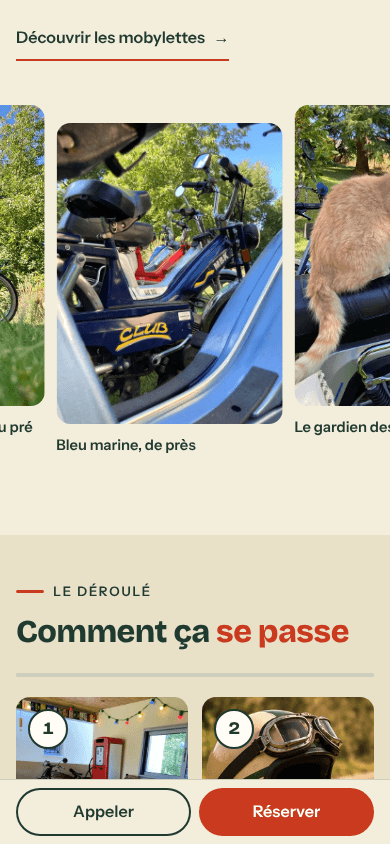 Découvrir les mobylettes →
CLUB
u pré
Bleu marine, de près
Le gardien des
LE DÉROULÉ
Comment ça se passe
1
2
Appeler
Réserver